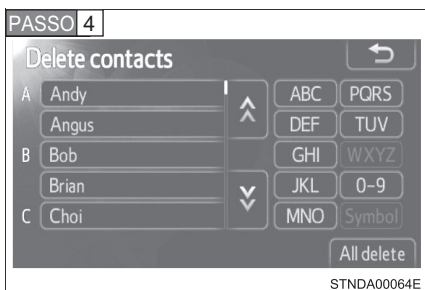 PASSO 4
Delete contacts
A Andy ABC PQRS
Angus DEF TUV
B Bob GHI WXYZ
Brian JKL 0-9
C Choi MNO Symbol
All delete
STNDA00064E